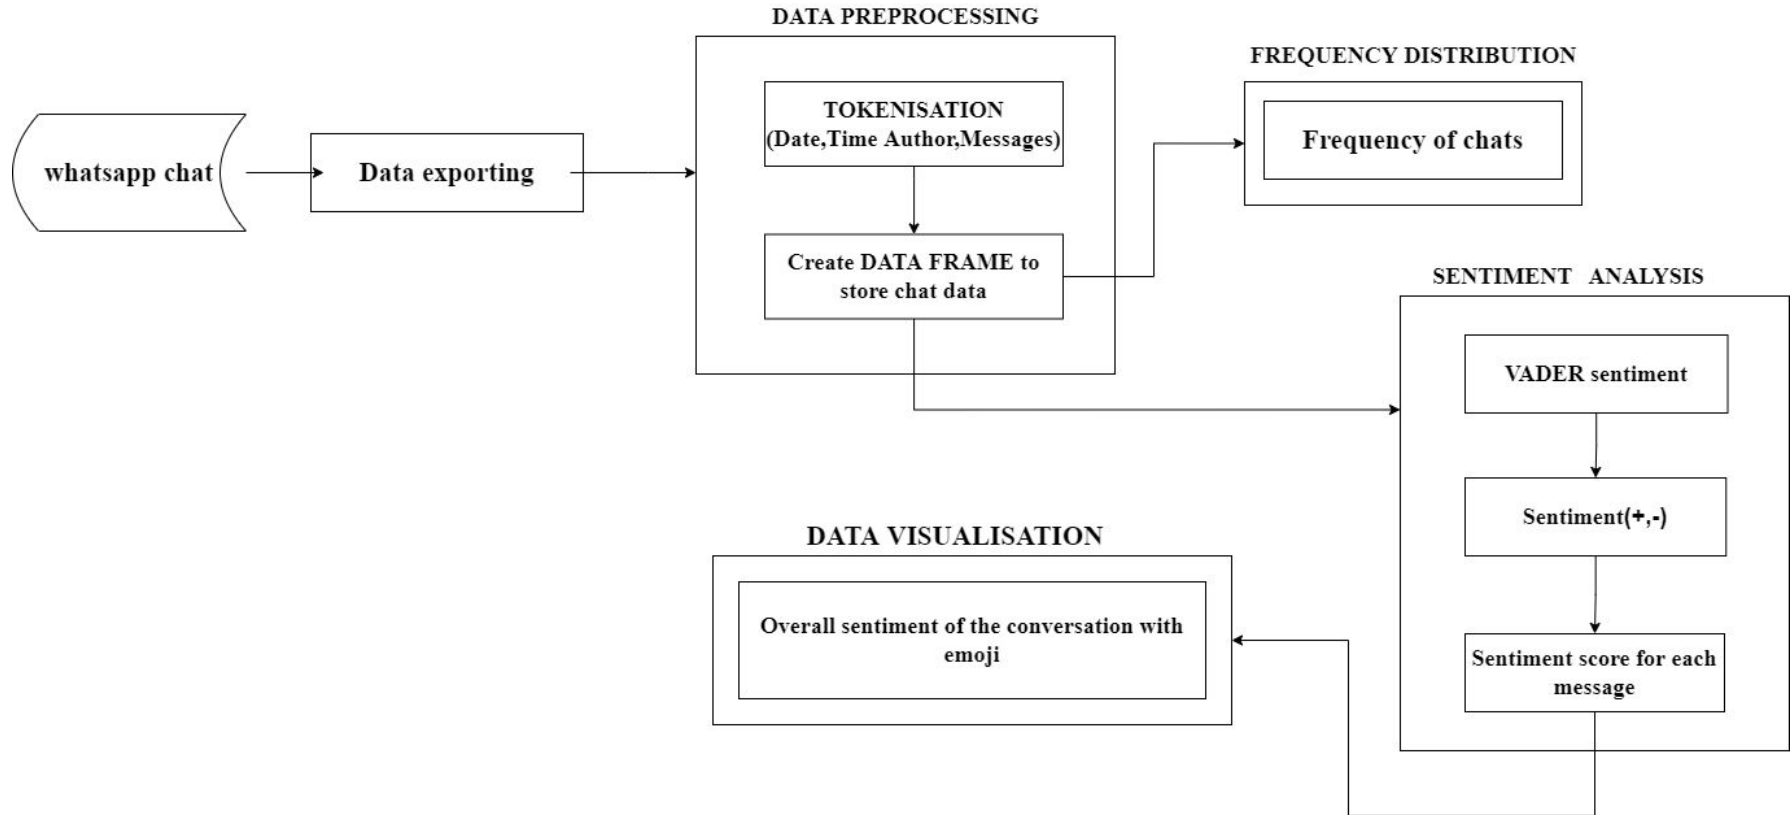 DATA PREPROCESSING
FREQUENCY DISTRIBUTION
TOKENISATION
(Date,Time Author,Messages)
Frequency of chats
whatsapp chat
Data exporting
Create DATA FRAME to
store chat data
SENTIMENT ANALYSIS
VADER sentiment
Sentiment(+,-)
DATA VISUALISATION
Overall sentiment of the conversation with
emoji
Sentiment score for each
message